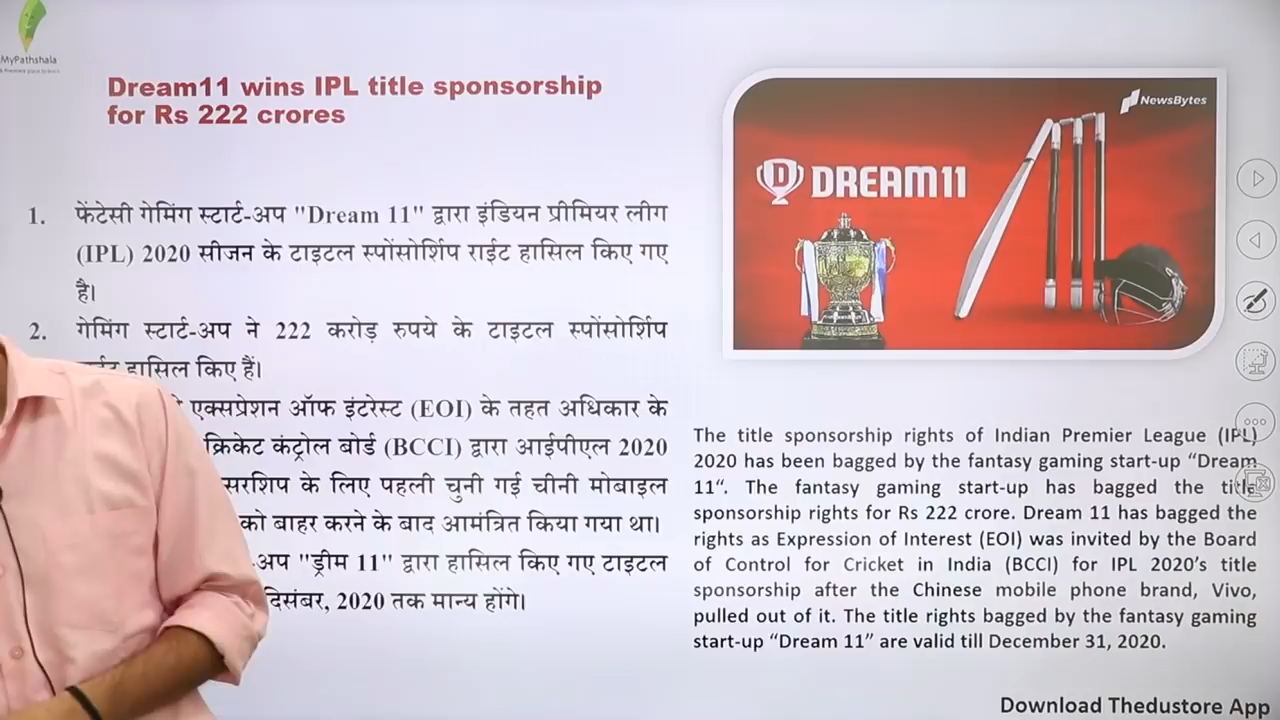 MyPathshala
Dream11 wins IPL title sponsorship
for Rs 222 crores
1. फेंटेसी गेमिंग स्टार्ट-अप "Dream 11" द्वारा इंडियन प्रीमियर लीग
(IPL) 2020 सीजन के टाइटल स्पोंसोर्शिप राईट हासिल किए गए
है।
2. गेमिंग स्टार्ट-अप ने 222 करोड़ रुपये के टाइटल स्पोंसोर्शिप
हासिल किए हैं।
एक्सप्रेशन ऑफ इंटरेस्ट (EOI) के तहत अधिकार के
क्रिकेट कंट्रोल बोर्ड (BCCI) द्वारा आईपीएल 2020
के लिए पहली चुनी गई चीनी मोबाइल
को बाहर करने के बाद आमंत्रित किया गया था।
"ड्रीम 11" द्वारा हासिल किए गए टाइटल
दिसंबर, 2020 तक मान्य होंगे।
NewsBytes
D DREAM11
The title sponsorship rights of Indian Premier League (IPL)
2020 has been bagged by the fantasy gaming start-up “Dream
11“. The fantasy gaming start-up has bagged the title
sponsorship rights for Rs 222 crore. Dream 11 has bagged the
rights as Expression of Interest (EOI) was invited by the Board
of Control for Cricket in India (BCCI) for IPL 2020’s title
sponsorship after the Chinese mobile phone brand, Vivo,
pulled out of it. The title rights bagged by the fantasy gaming
start-up “Dream 11” are valid till December 31, 2020.
Download Thedustore App